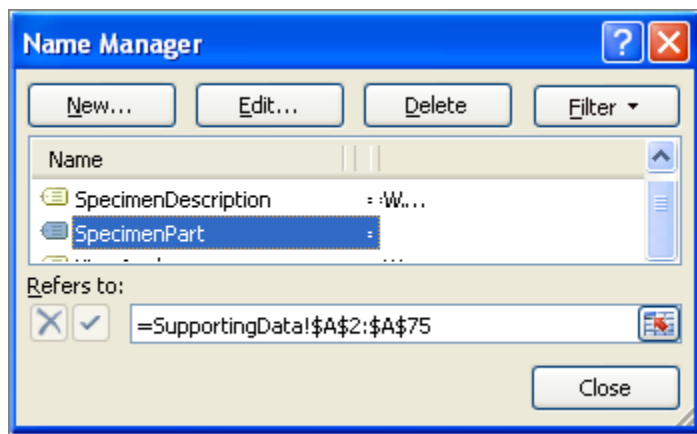 Name Manager
New... Edit... Delete Filter
Name
SpecimenDescription W...
SpecimenPart
Refers to:
=SupportingData!$A$2:$A$75
Close